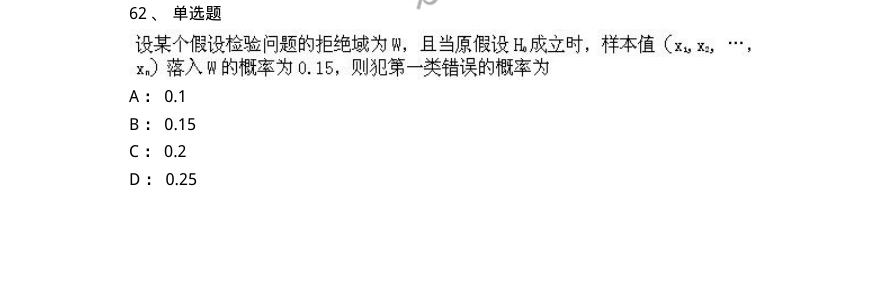 62 、 单选题
设某个假设检验问题的拒绝域为W，且当原假设H₀成立时，样本值（x₁, x₂, …,
xₙ）落入W的概率为0.15，则犯第一类错误的概率为
A： 0.1
B： 0.15
C： 0.2
D： 0.25